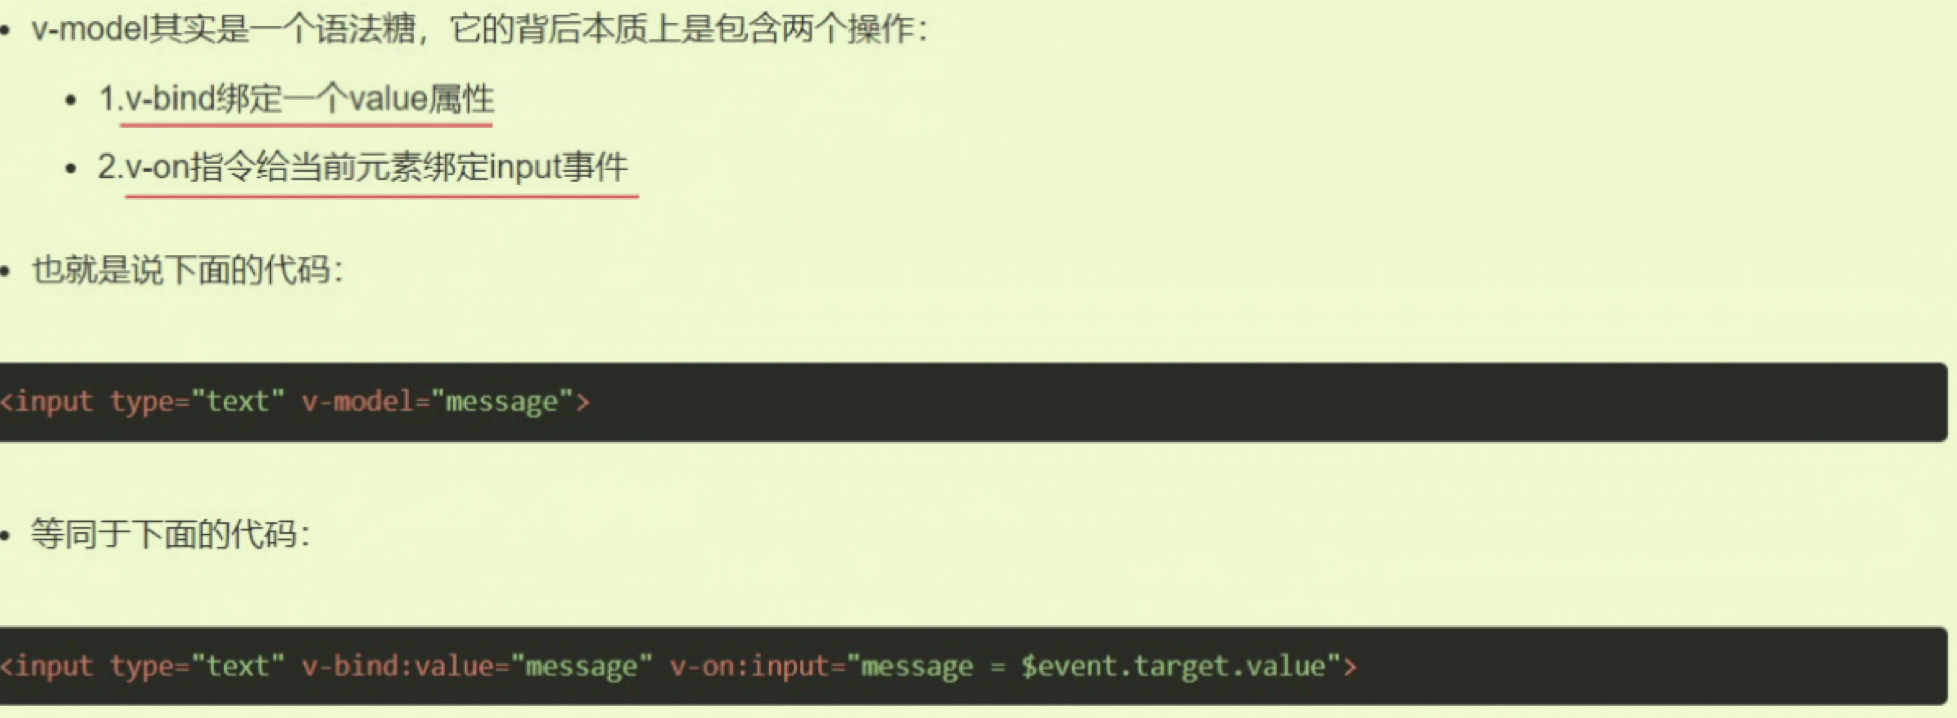 • v-model其实是一个语法糖，它的背后本质上是包含两个操作：
• 1.v-bind绑定一个value属性
• 2.v-on指令给当前元素绑定input事件
• 也就是说下面的代码：
<input type="text" v-model="message">
• 等同于下面的代码：
<input type="text" v-bind:value="message" v-on:input="message = $event.target.value">